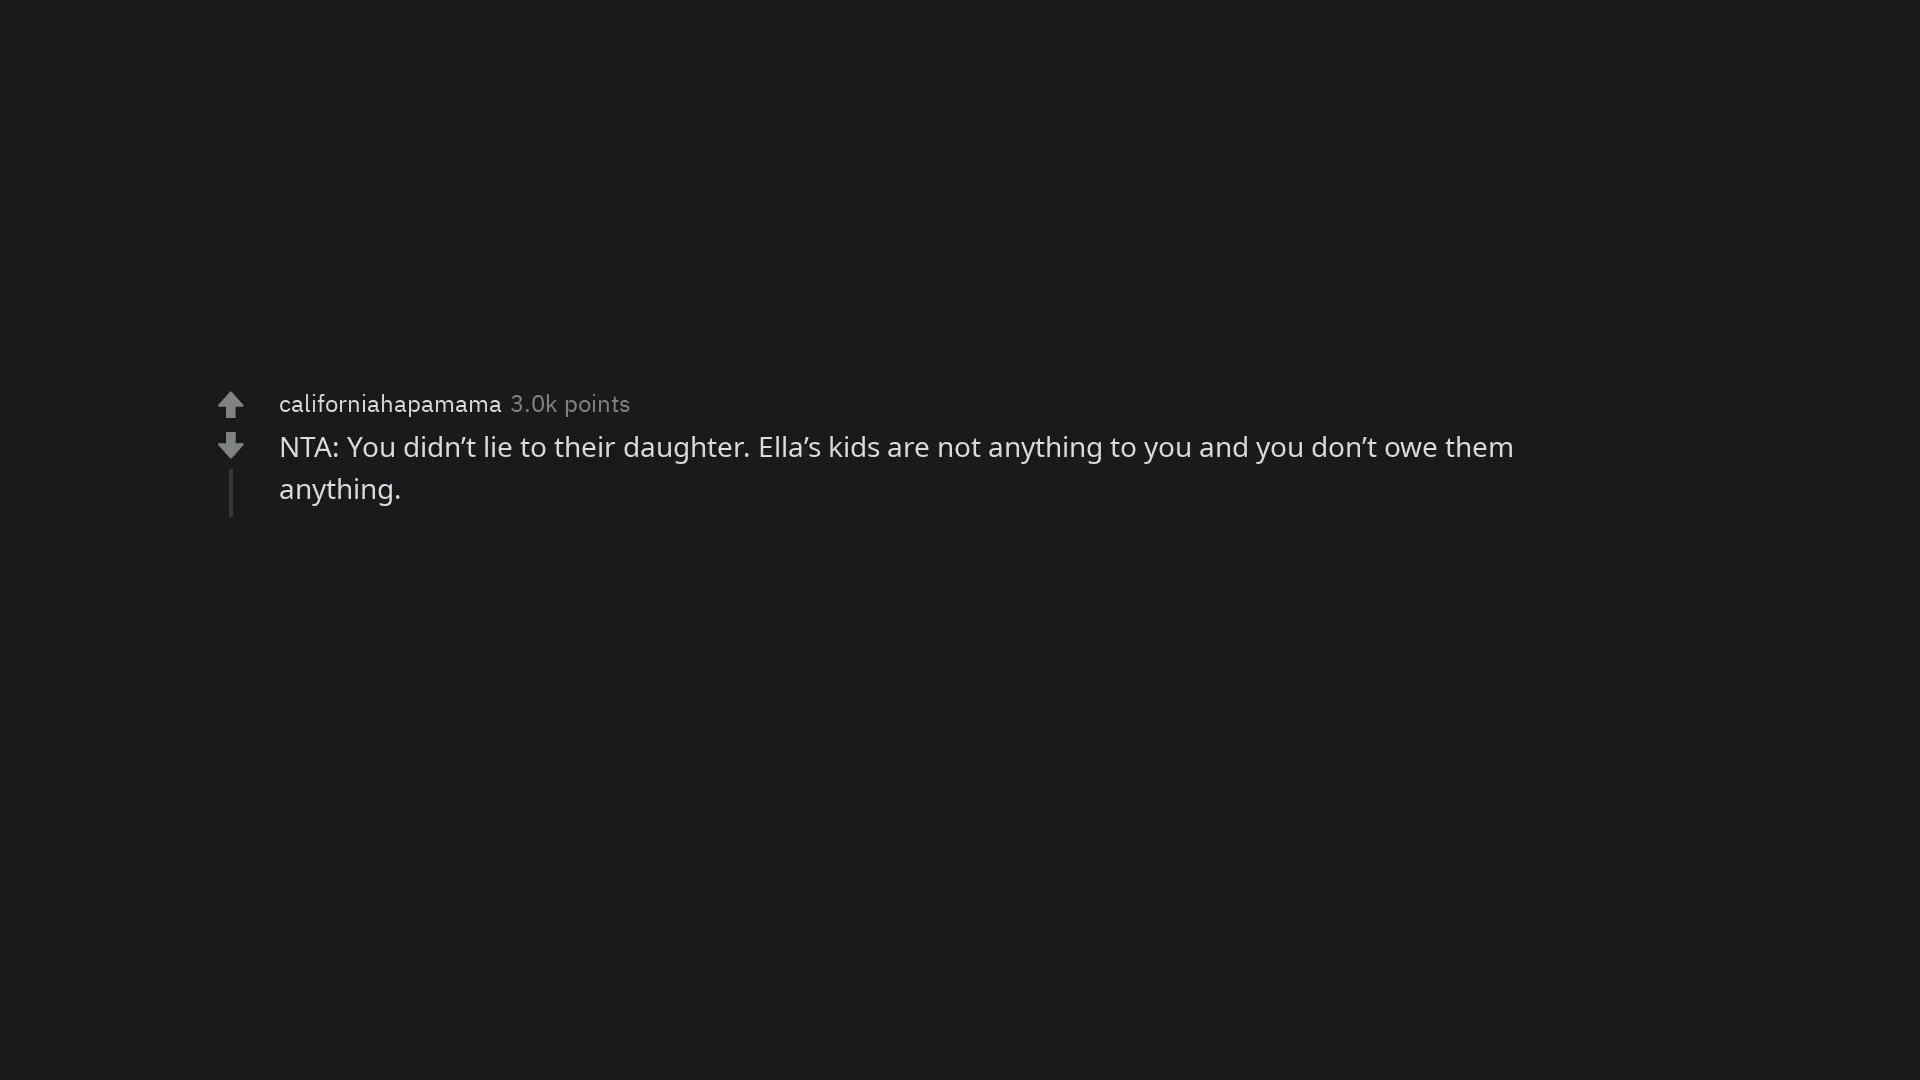 californiahapamama 3.0k points
NTA: You didn’t lie to their daughter. Ella’s kids are not anything to you and you don’t owe them
anything.